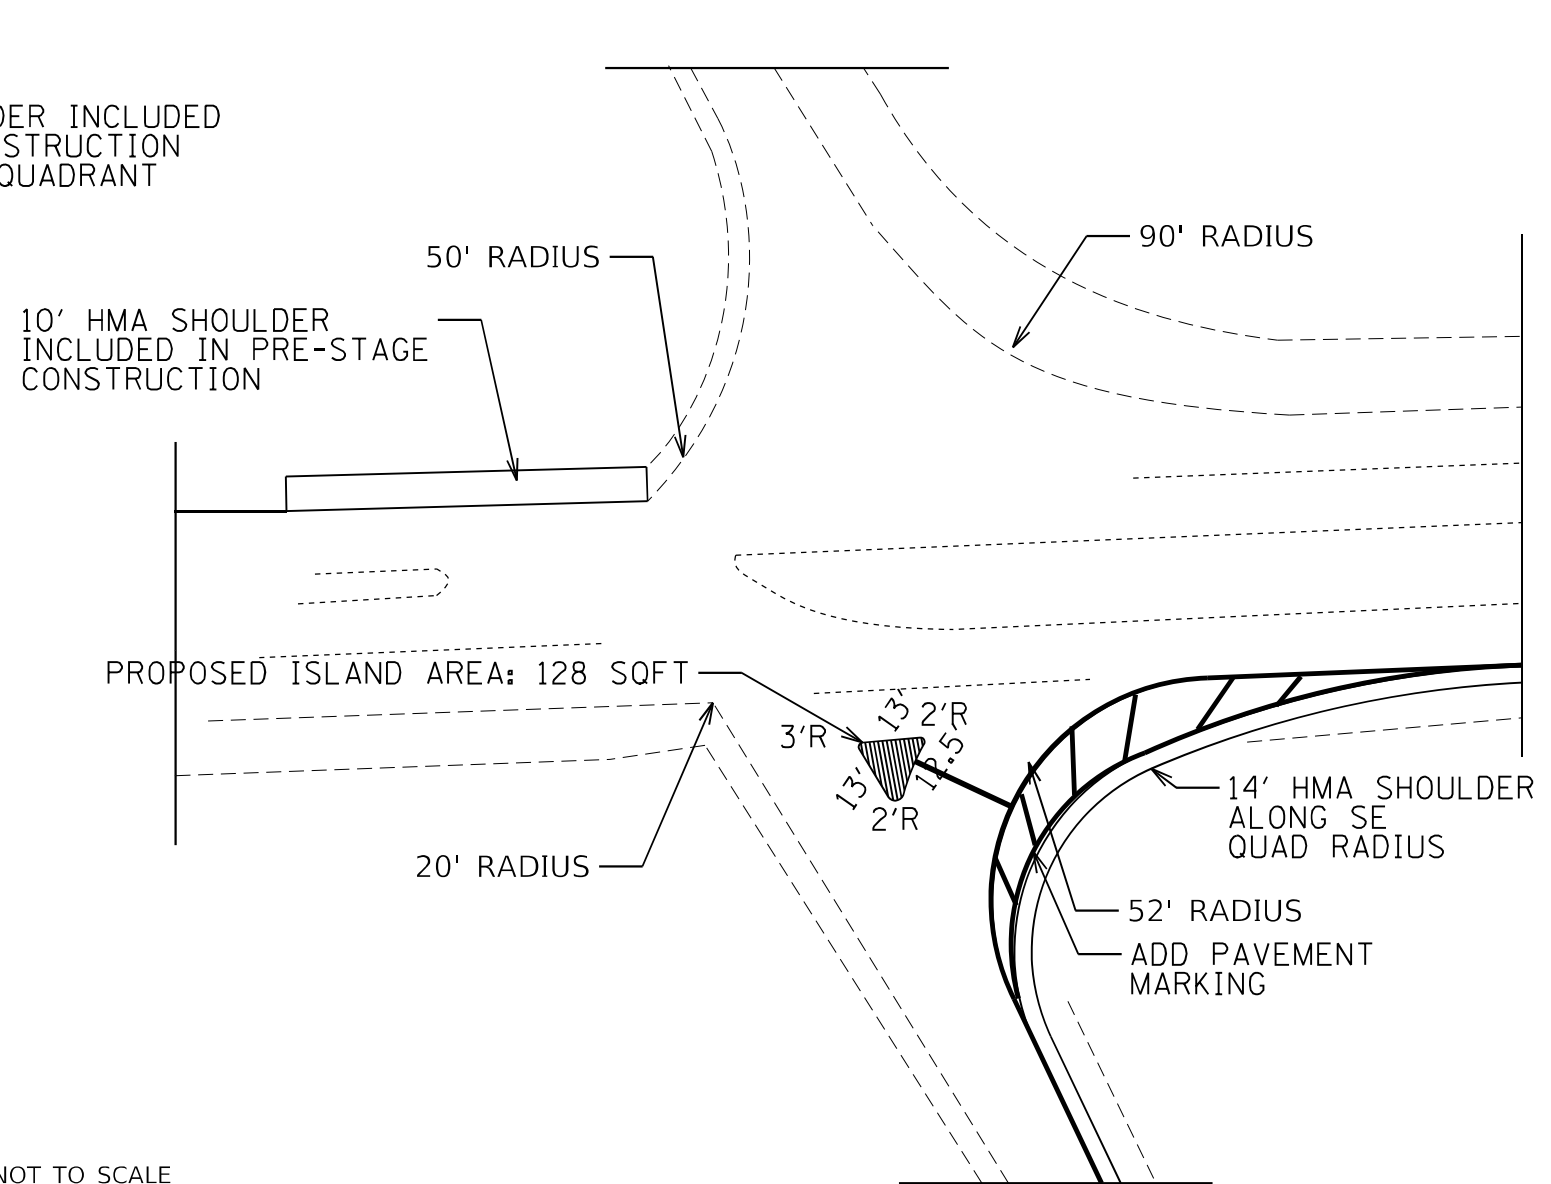 DER INCLUDED
STRUCTION
QUADRANT
50' RADIUS
90' RADIUS
10' HMA SHOULDER
INCLUDED IN PRE-STAGE
CONSTRUCTION
PROPOSED ISLAND AREA: 128 SQFT
13'
2'R
3'R
12.5'
13'
2'R
14' HMA SHOULDER
ALONG SE
QUAD RADIUS
20' RADIUS
52' RADIUS
ADD PAVEMENT
MARKING
NOT TO SCALE